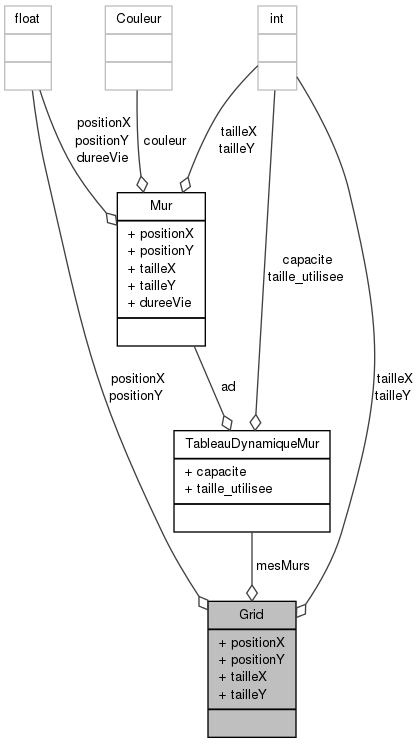 float
Couleur
int
positionX
positionY
dureeVie
couleur
tailleX
tailleY
Mur
+ positionX
+ positionY
+ tailleX
+ tailleY
+ dureeVie
capacite
taille_utilisee
positionX
positionY
ad
tailleX
tailleY
TableauDynamiqueMur
+ capacite
+ taille_utilisee
mesMurs
Grid
+ positionX
+ positionY
+ tailleX
+ tailleY